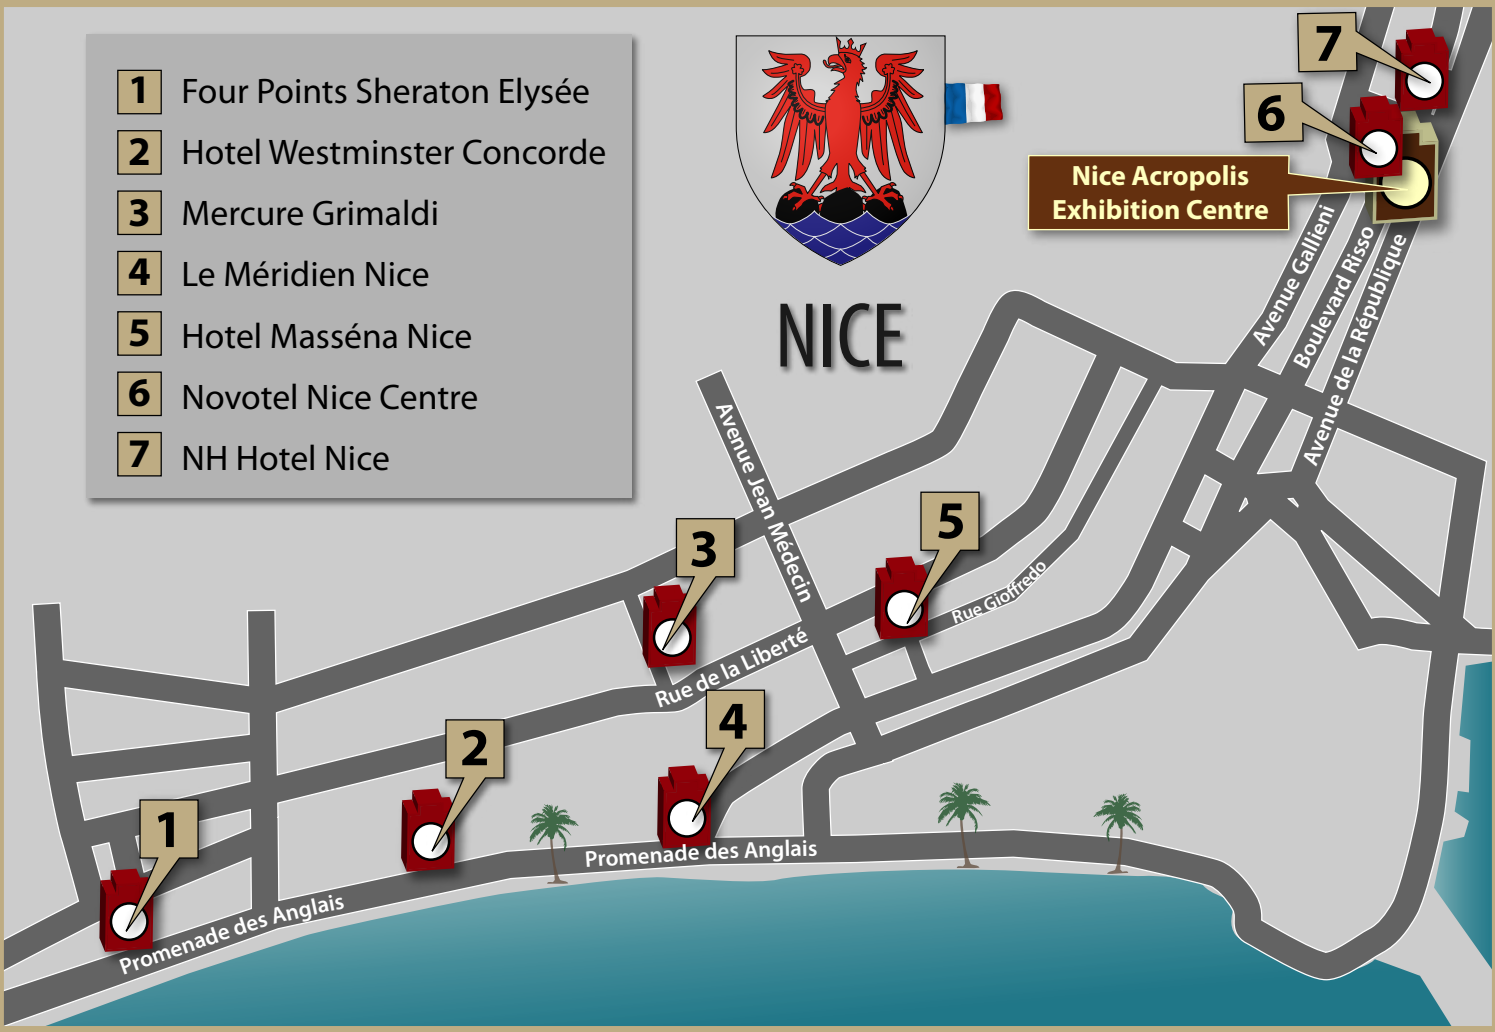 1 Four Points Sheraton Elysée
2 Hotel Westminster Concorde
3 Mercure Grimaldi
4 Le Méridien Nice
5 Hotel Masséna Nice
6 Novotel Nice Centre
7 NH Hotel Nice
NICE
7
6
Nice Acropolis
Exhibition Centre
Avenue Gallieni
Boulevard Risso
Avenue de la République
Avenue Jean Médecin
5
3
Rue Gioffredo
Rue de la Liberté
4
2
1
Promenade des Anglais
Promenade des Anglais